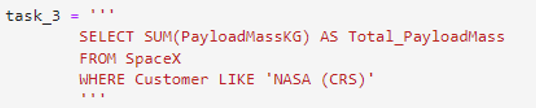 task_3 = '''
SELECT SUM(PayloadMassKG) AS Total_PayloadMass
FROM SpaceX
WHERE Customer LIKE 'NASA (CRS)'
'''